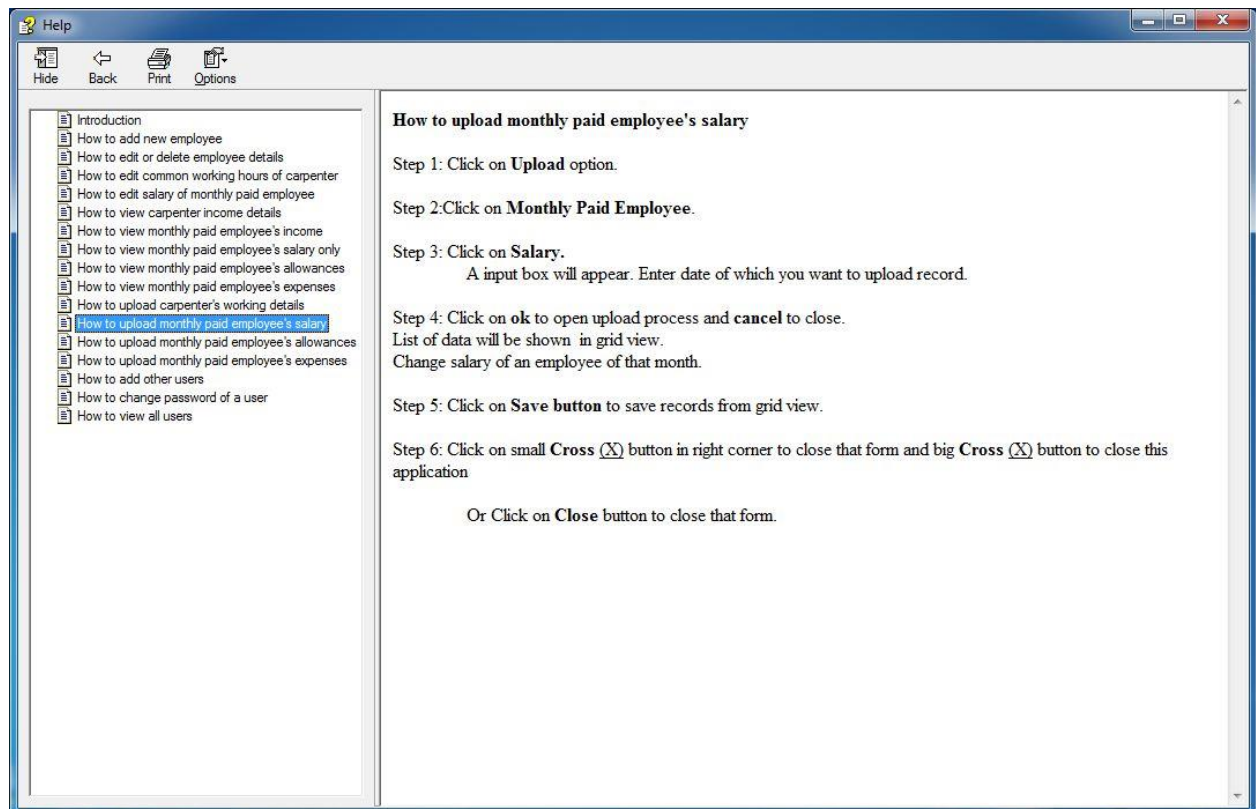 Help
Hide Back Print Options
Introduction
How to add new employee
How to edit or delete employee details
How to edit common working hours of carpenter
How to edit salary of monthly paid employee
How to view carpenter income details
How to view monthly paid employee's income
How to view monthly paid employee's salary only
How to view monthly paid employee's allowances
How to view monthly paid employee's expenses
How to upload carpenter's working details
How to upload monthly paid employee's salary
How to upload monthly paid employee's allowances
How to upload monthly paid employee's expenses
How to add other users
How to change password of a user
How to view all users
How to upload monthly paid employee's salary
Step 1: Click on Upload option.
Step 2:Click on Monthly Paid Employee.
Step 3: Click on Salary.
A input box will appear. Enter date of which you want to upload record.
Step 4: Click on ok to open upload process and cancel to close.
List of data will be shown in grid view.
Change salary of an employee of that month.
Step 5: Click on Save button to save records from grid view.
Step 6: Click on small Cross (X) button in right corner to close that form and big Cross (X) button to close this
application
Or Click on Close button to close that form.